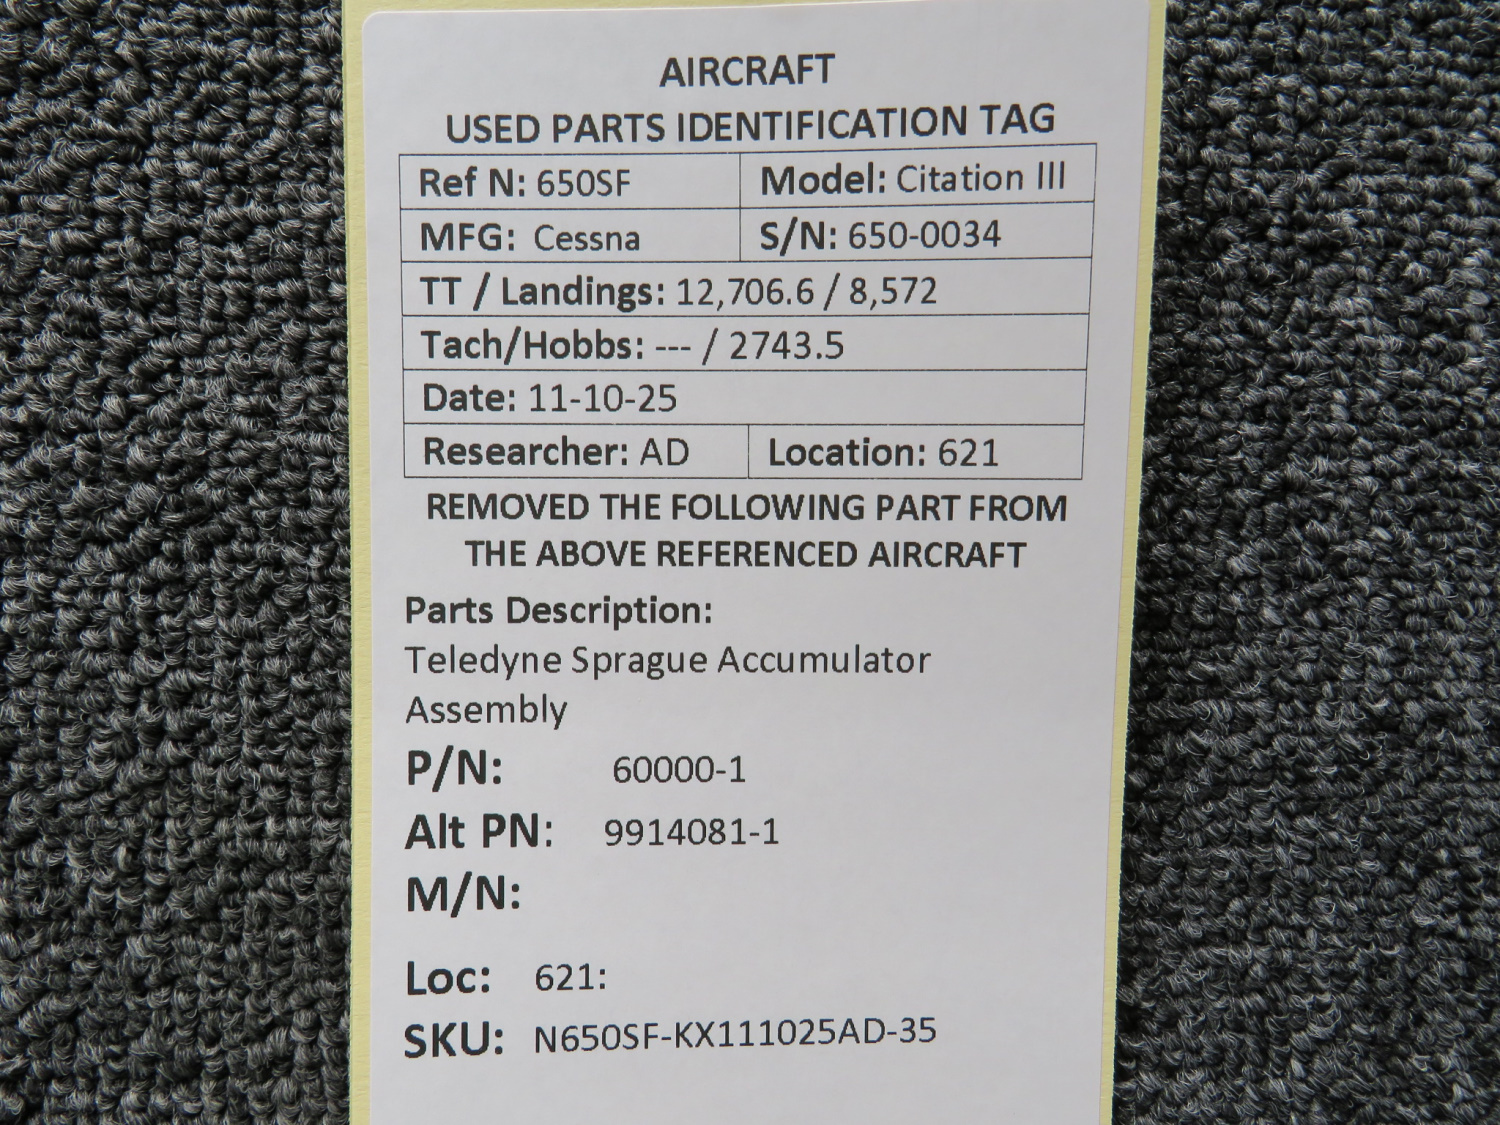 AIRCRAFT
USED PARTS IDENTIFICATION TAG
Ref N: 650SF Model: Citation III
MFG: Cessna S/N: 650-0034
TT / Landings: 12,706.6 / 8,572
Tach/Hobbs: --- / 2743.5
Date: 11-10-25
Researcher: AD Location: 621
REMOVED THE FOLLOWING PART FROM
THE ABOVE REFERENCED AIRCRAFT
Parts Description:
Teledyne Sprague Accumulator
Assembly
P/N: 60000-1
Alt PN: 9914081-1
M/N:
Loc: 621:
SKU: N650SF-KX111025AD-35